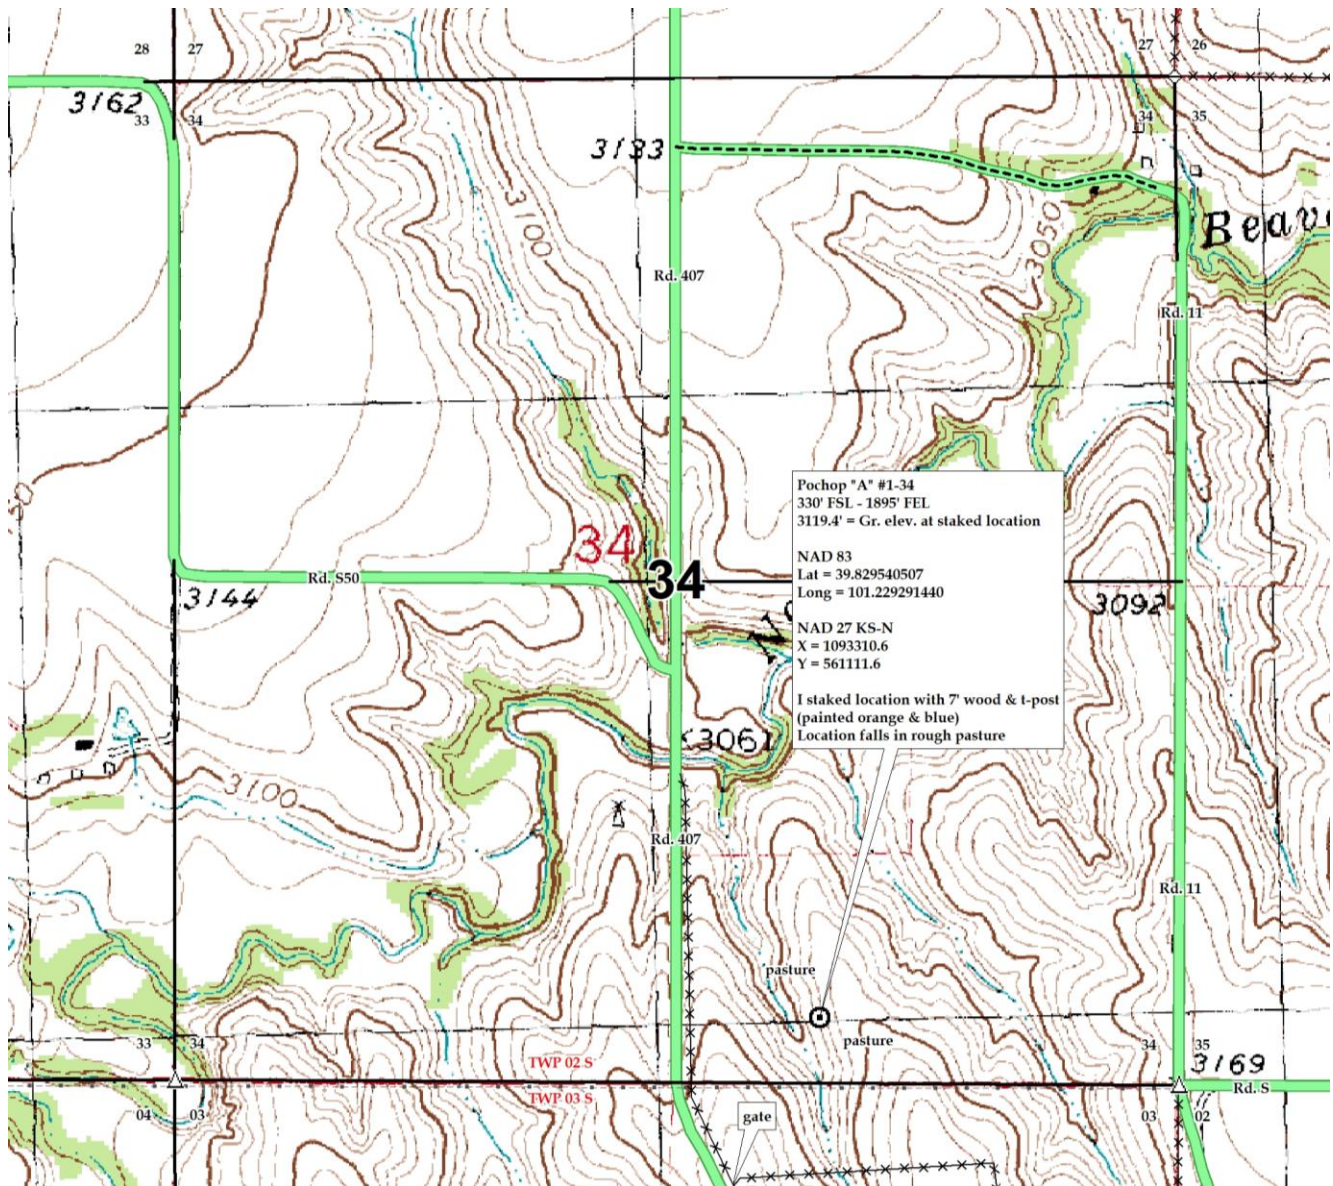 28 27
27 26
3162
33 34
34 35
3133
3100
3050
Beav
Rd. 407
Rd. 11
Pochop "A" #1-34
330' FSL - 1895' FEL
3119.4' = Gr. elev. at staked location
NAD 83
Lat = 39.829540507
Long = 101.229291440
NAD 27 KS-N
X = 1093310.6
Y = 561111.6
I staked location with 7' wood & t-post
(painted orange & blue)
Location falls in rough pasture
34
34
Rd. S50
3144
3092
3061
3100
Rd. 407
Rd. 11
pasture
pasture
33 34
34 35
3169
TWP 02 S
Rd. S
TWP 03 S
04 03
03 02
gate